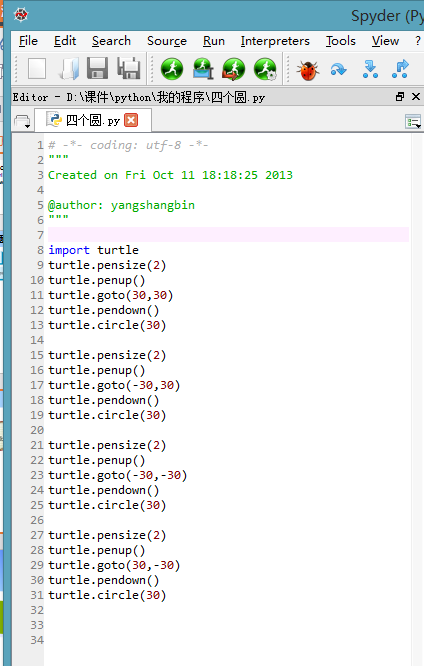 Spyder (Py
File Edit Search Source Run Interpreters Tools View ?
Editor - D:\课件\python\我的程序\四个圆.py
四个圆.py
1 # -*- coding: utf-8 -*-
2 """
3 Created on Fri Oct 11 18:18:25 2013
4
5 @author: yangshangbin
6 """
7
8 import turtle
9 turtle.pensize(2)
10 turtle.penup()
11 turtle.goto(30,30)
12 turtle.pendown()
13 turtle.circle(30)
14
15 turtle.pensize(2)
16 turtle.penup()
17 turtle.goto(-30,30)
18 turtle.pendown()
19 turtle.circle(30)
20
21 turtle.pensize(2)
22 turtle.penup()
23 turtle.goto(-30,-30)
24 turtle.pendown()
25 turtle.circle(30)
26
27 turtle.pensize(2)
28 turtle.penup()
29 turtle.goto(30,-30)
30 turtle.pendown()
31 turtle.circle(30)
32
33
34